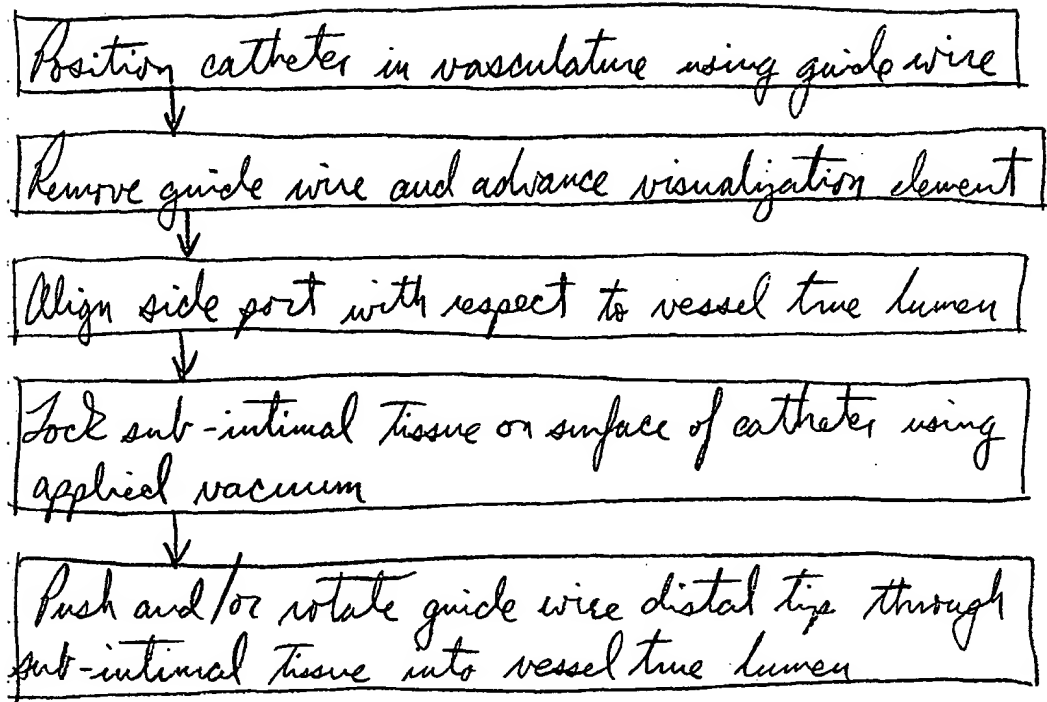 Position catheter in vasculature using guide wire
Remove guide wire and advance visualization element
Align side port with respect to vessel true lumen
Lock sub-intimal tissue on surface of catheter using
applied vacuum
Push and/or rotate guide wire distal tip through
sub-intimal tissue into vessel true lumen